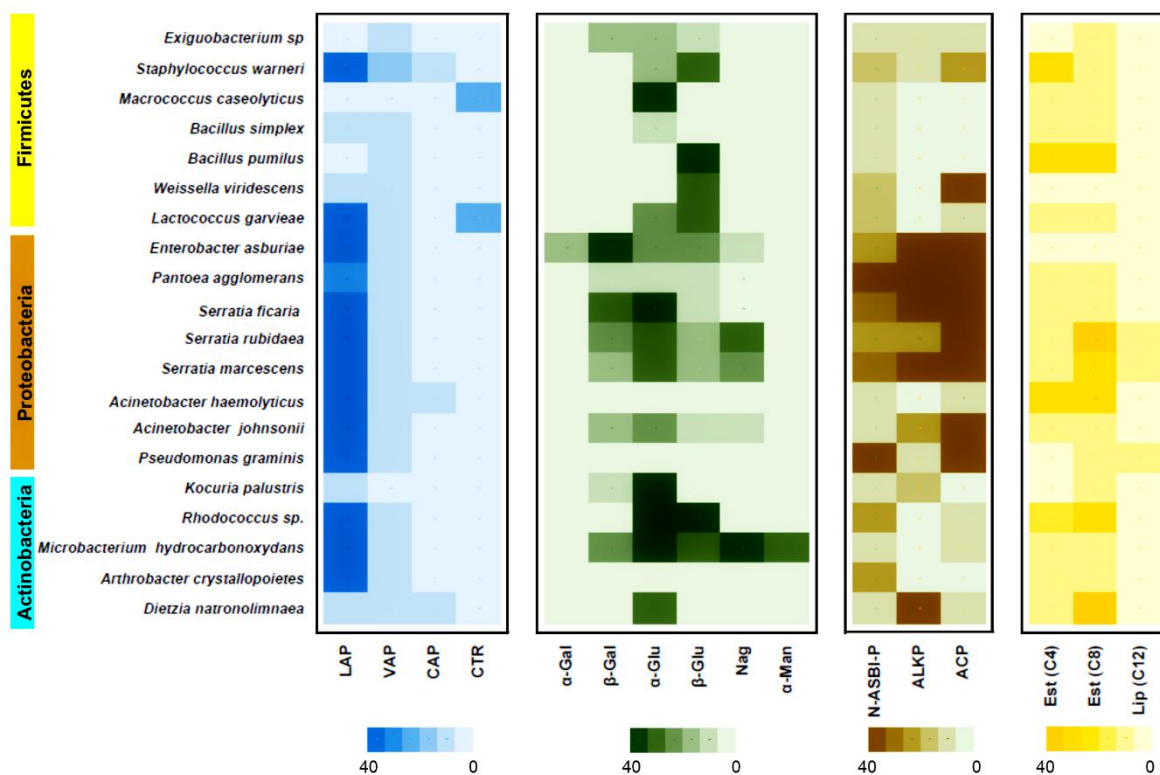 Firmicutes
Exiguobacterium sp
Staphylococcus warneri
Macrococcus caseolyticus
Bacillus simplex
Bacillus pumilus
Weissella viridescens
Lactococcus garvieae
Proteobacteria
Enterobacter asburiae
Pantoea agglomerans
Serratia ficaria
Serratia rubidaea
Serratia marcescens
Acinetobacter haemolyticus
Acinetobacter johnsonii
Pseudomonas graminis
Actinobacteria
Kocuria palustris
Rhodococcus sp.
Microbacterium hydrocarbonoxydans
Arthrobacter crystallopoietes
Dietzia natronolimnaea
LAP
VAP
CAP
CTR
α-Gal
β-Gal
α-Glu
β-Glu
Nag
α-Man
N-ASBI-P
ALKP
ACP
Est (C4)
Est (C8)
Lip (C12)
40 0
40 0
40 0
40 0